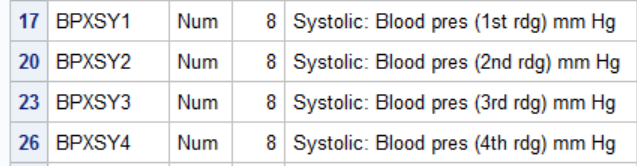 17 BPXSY1 Num 8 Systolic: Blood pres (1st rdg) mm Hg
20 BPXSY2 Num 8 Systolic: Blood pres (2nd rdg) mm Hg
23 BPXSY3 Num 8 Systolic: Blood pres (3rd rdg) mm Hg
26 BPXSY4 Num 8 Systolic: Blood pres (4th rdg) mm Hg